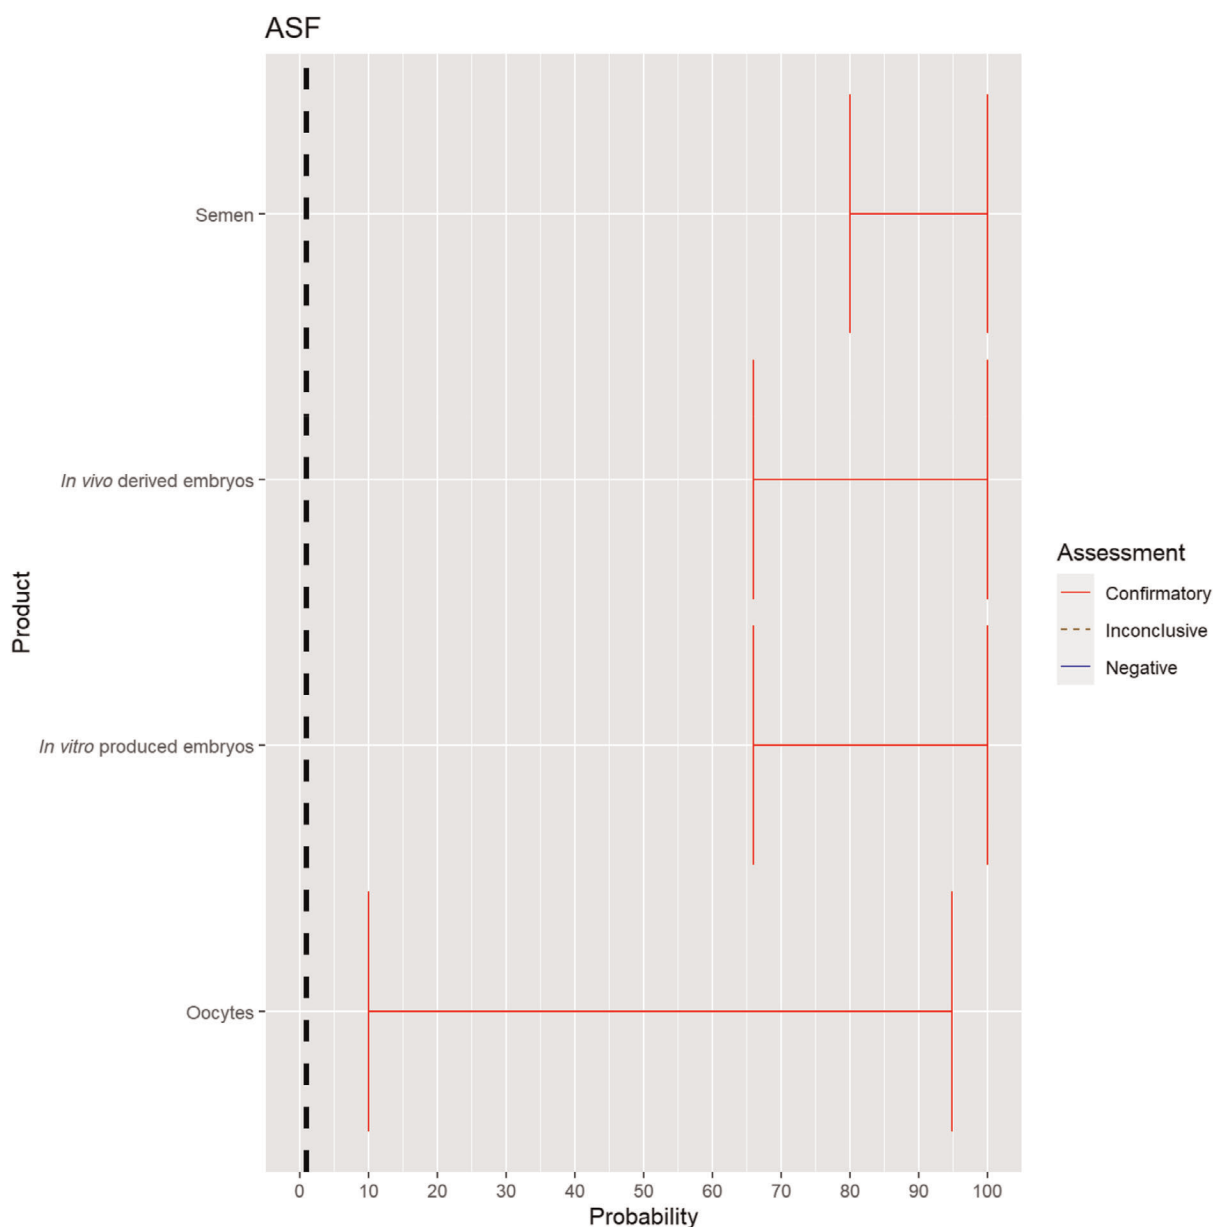 ASF
Semen
In vivo derived embryos
In vitro produced embryos
Oocytes
Product
0 10 20 30 40 50 60 70 80 90 100
Probability
Assessment
Confirmatory
Inconclusive
Negative